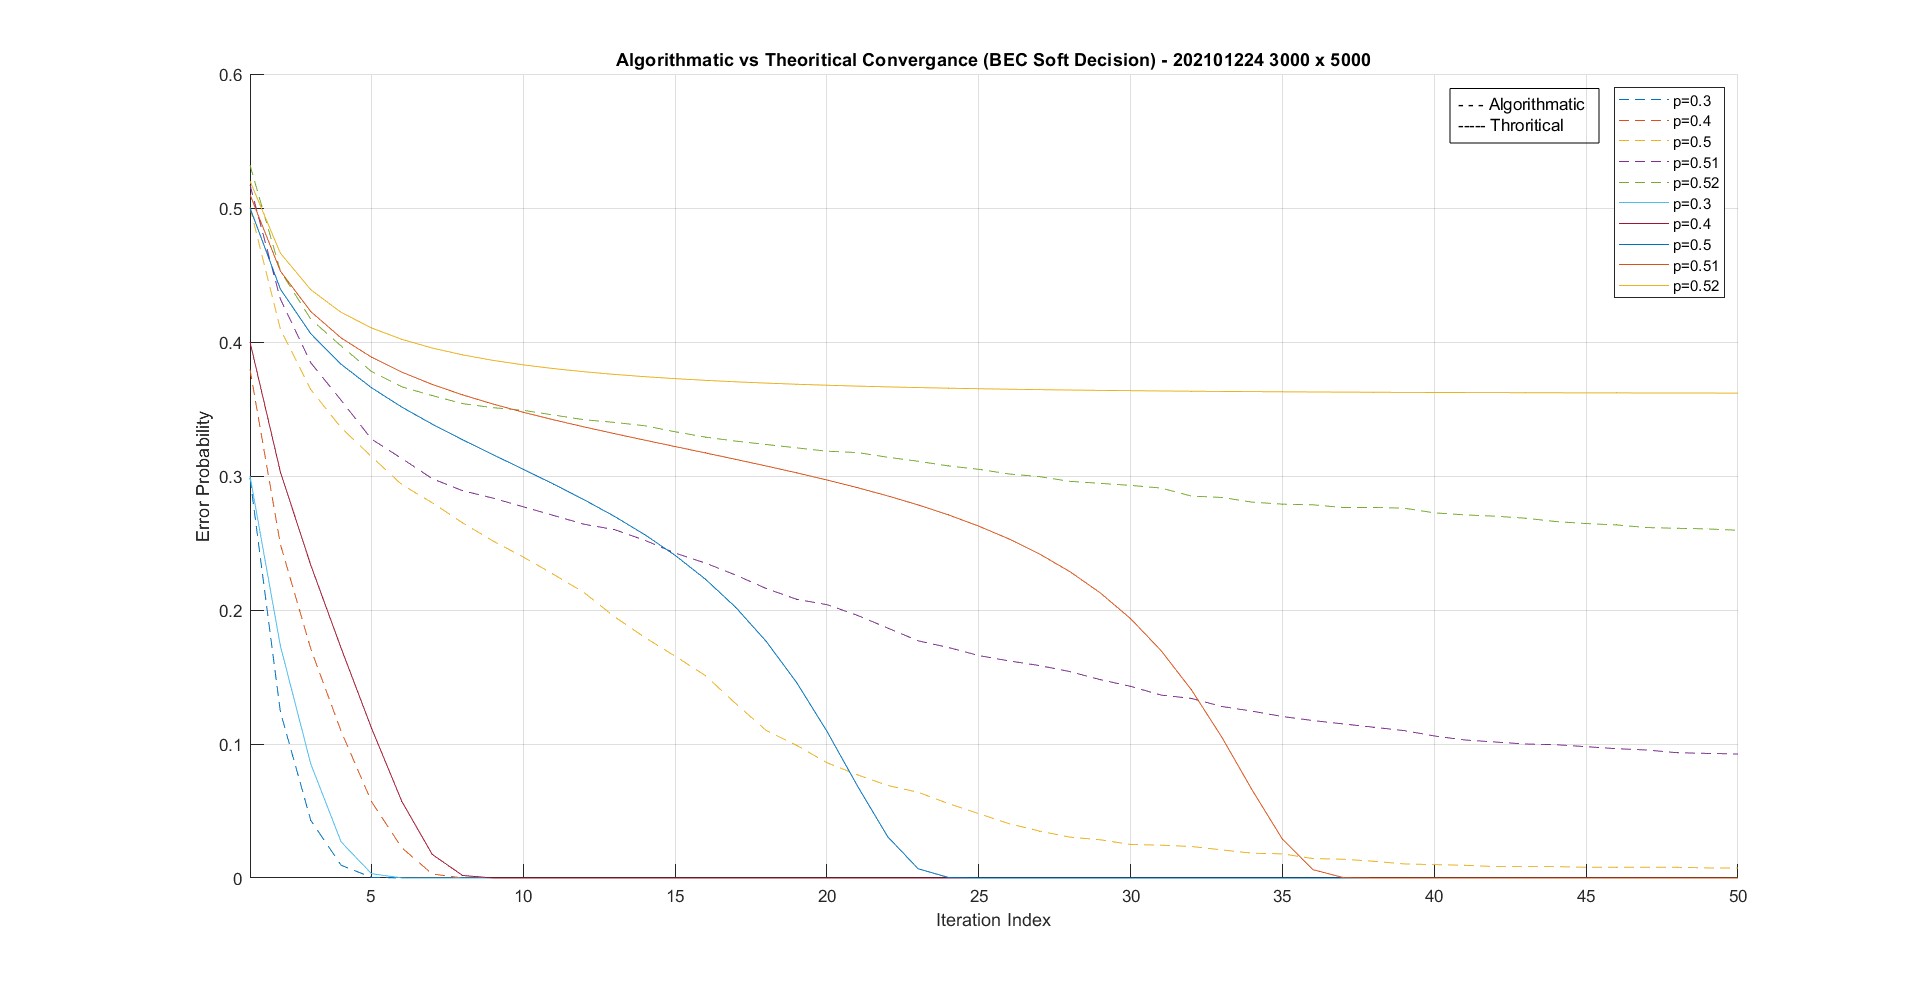 Algorithmatic vs Theoritical Convergance (BEC Soft Decision) - 202101224 3000 x 5000
0.6
0.5
0.4
0.3
0.2
0.1
0
Error Probability
5 10 15 20 25 30 35 40 45 50
Iteration Index
- - - Algorithmatic
----- Throritical
p=0.3
p=0.4
p=0.5
p=0.51
p=0.52
p=0.3
p=0.4
p=0.5
p=0.51
p=0.52